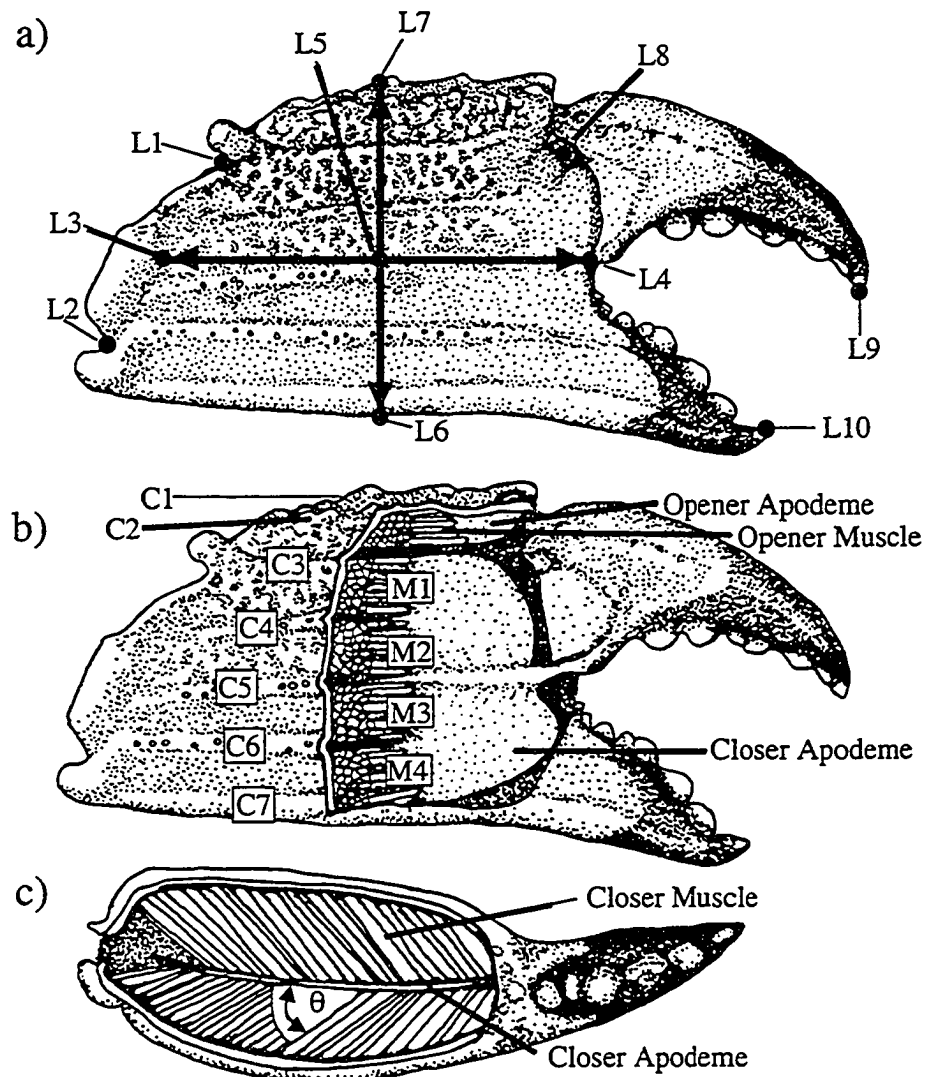 a)
L7
L5
L8
L1
L3
L4
L2
L9
L6
L10
b)
C1
C2
Opener Apodeme
Opener Muscle
C3
M1
C4
M2
C5
M3
C6
Closer Apodeme
M4
C7
c)
Closer Muscle
θ
Closer Apodeme